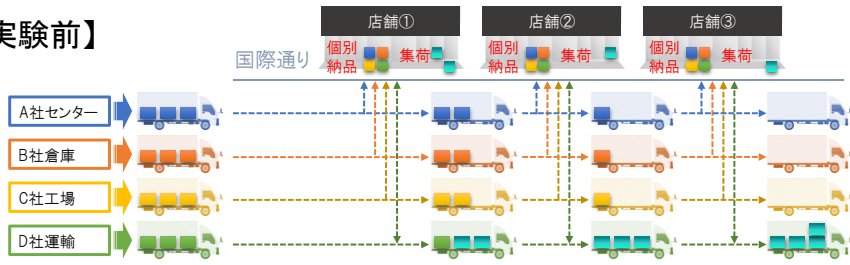 実験前】
店舗①
店舗②
店舗③
国際通り
個別
納品
集荷
個別
納品
集荷
個別
納品
集荷
A社センター
B社倉庫
C社工場
D社運輸